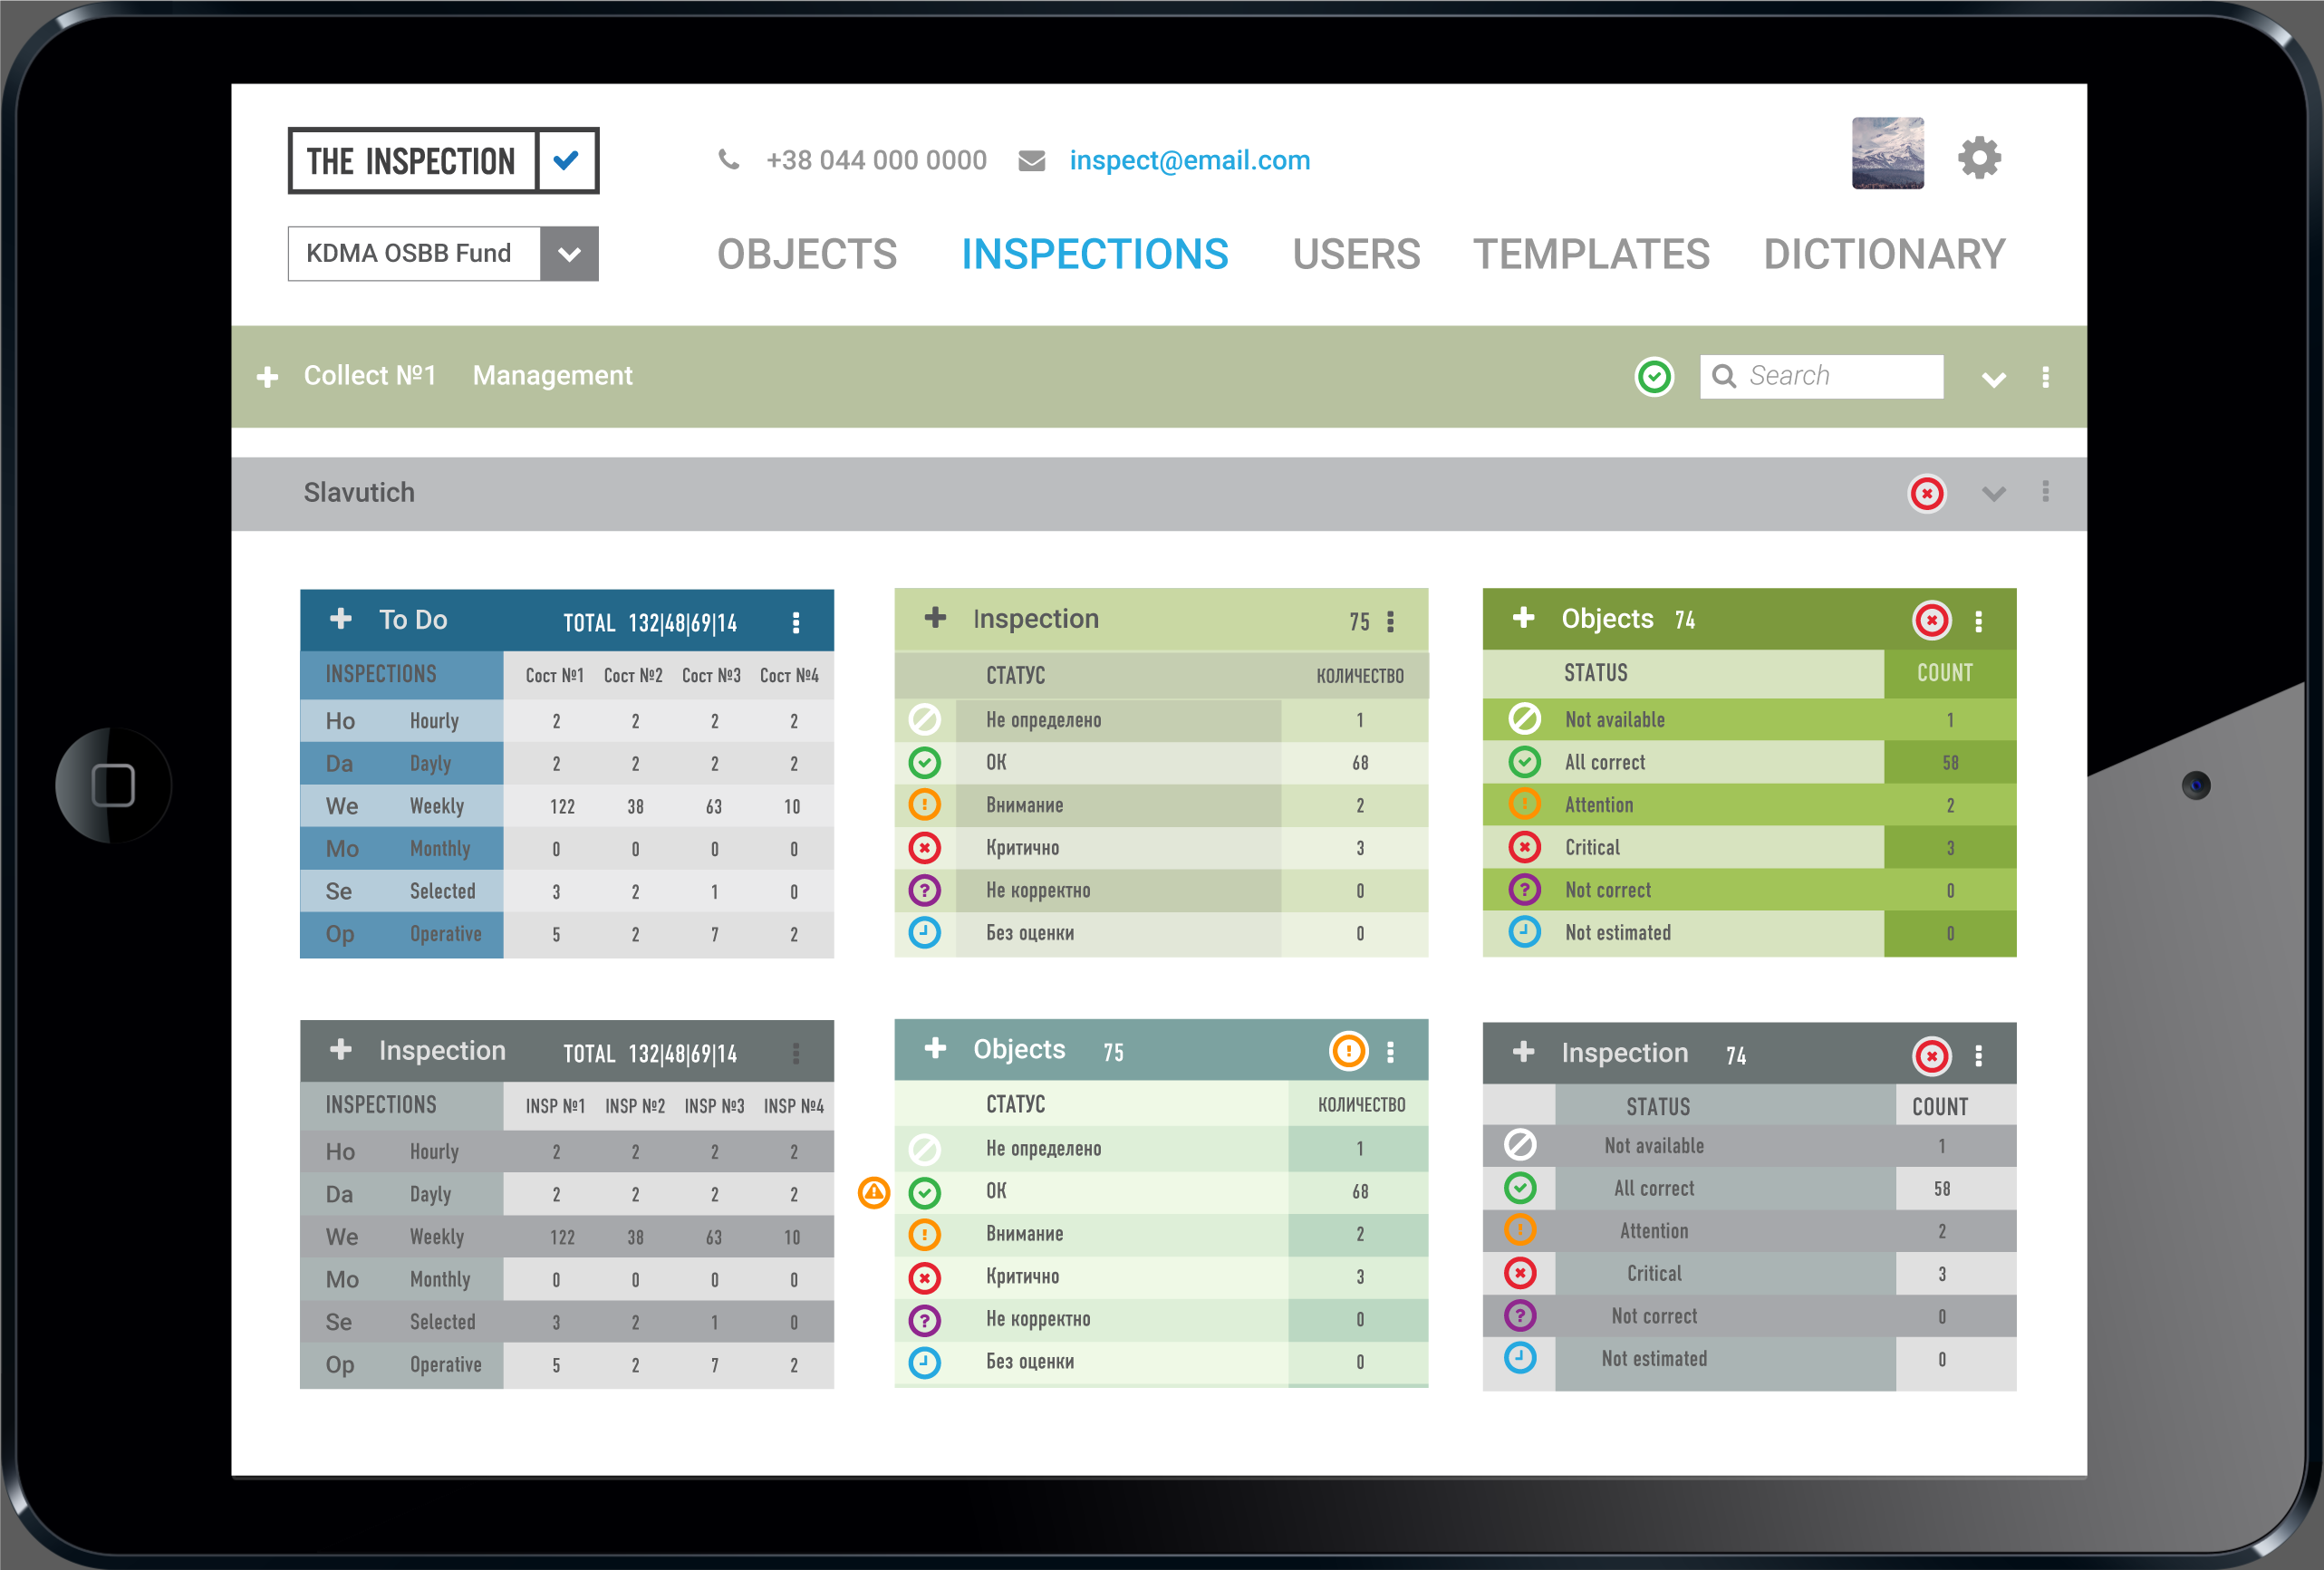 THE INSPECTION
+38 044 000 0000 inspect@email.com
KDMA OSBB Fund
OBJECTS INSPECTIONS USERS TEMPLATES DICTIONARY
Collect №1 Management
Search
Slavutich
To Do TOTAL 132|48|69|14
INSPECTIONS Сост №1 Сост №2 Сост №3 Сост №4
Ho Hourly 2 2 2 2
Da Dayly 2 2 2 2
We Weekly 122 38 63 10
Mo Monthly 0 0 0 0
Se Selected 3 2 1 0
Op Operative 5 2 7 2
Inspection 75
СТАТУС КОЛИЧЕСТВО
Не определено 1
ОК 68
Внимание 2
Критично 3
Не корректно 0
Без оценки 0
Objects 74
STATUS COUNT
Not available 1
All correct 58
Attention 2
Critical 3
Not correct 0
Not estimated 0
Inspection TOTAL 132|48|69|14
INSPECTIONS INSP №1 INSP №2 INSP №3 INSP №4
Ho Hourly 2 2 2 2
Da Dayly 2 2 2 2
We Weekly 122 38 63 10
Mo Monthly 0 0 0 0
Se Selected 3 2 1 0
Op Operative 5 2 7 2
Objects 75
СТАТУС КОЛИЧЕСТВО
Не определено 1
ОК 68
Внимание 2
Критично 3
Не корректно 0
Без оценки 0
Inspection 74
STATUS COUNT
Not available 1
All correct 58
Attention 2
Critical 3
Not correct 0
Not estimated 0